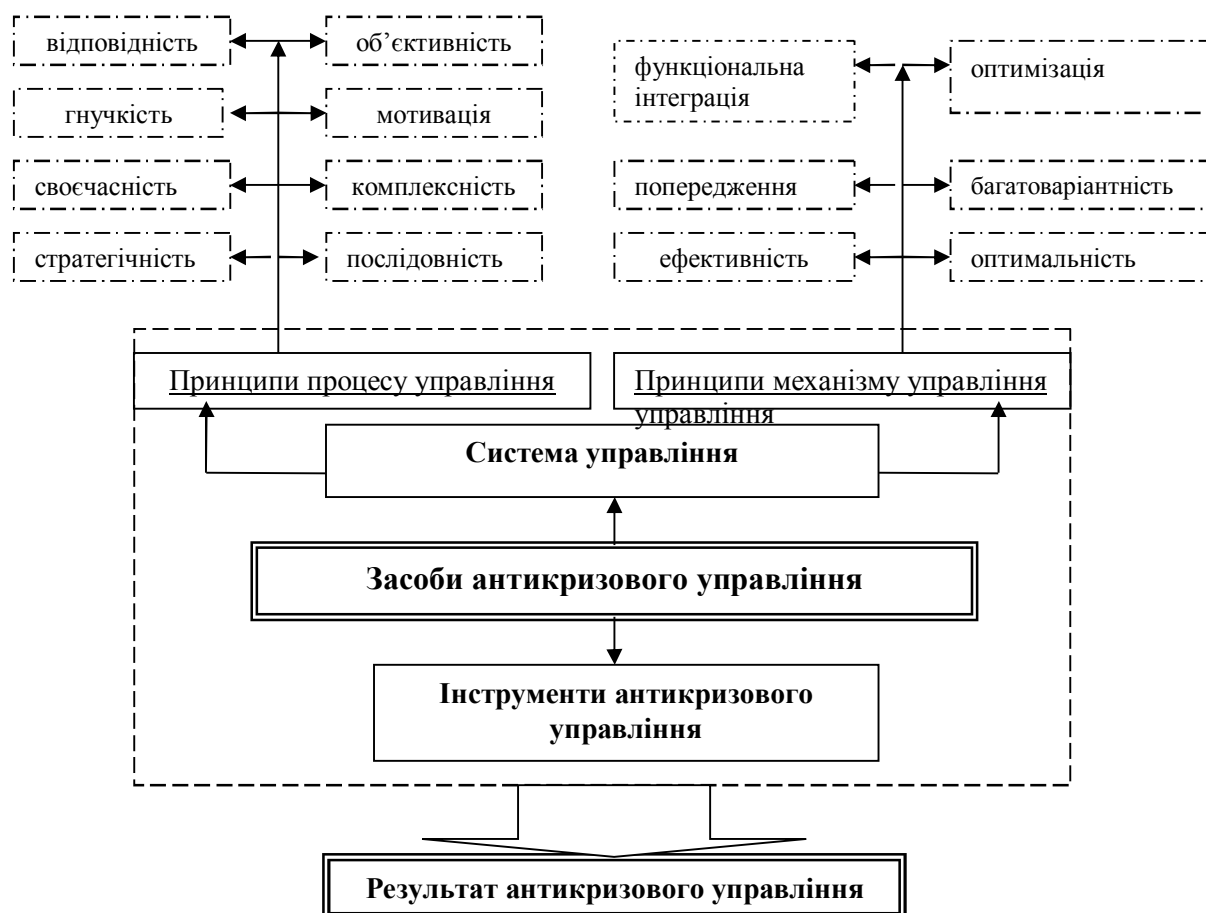 відповідність
об’єктивність
гнучкість
мотивація
своєчасність
комплексність
стратегічність
послідовність
функціональна
інтеграція
оптимізація
попередження
багатоваріантність
ефективність
оптимальність
Принципи процесу управління
Принципи механізму управління
управління
Система управління
Засоби антикризового управління
Інструменти антикризового
управління
Результат антикризового управління